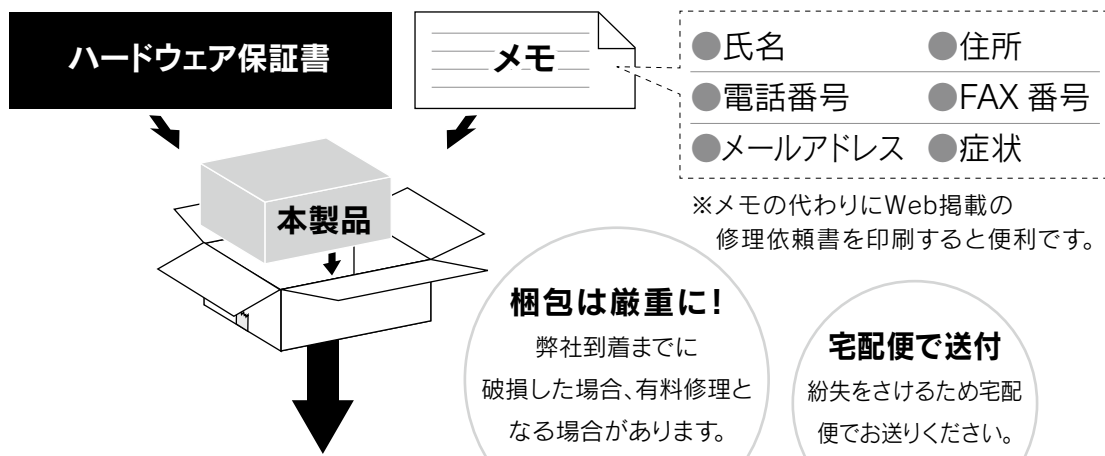 ハードウェア保証書
メモ
●氏名 ●住所
●電話番号 ●FAX 番号
●メールアドレス ●症状
※メモの代わりにWeb掲載の
修理依頼書を印刷すると便利です。
本製品
梱包は厳重に!
弊社到着までに
破損した場合、有料修理と
なる場合があります。
宅配便で送付
紛失をさけるため宅配
便でお送りください。